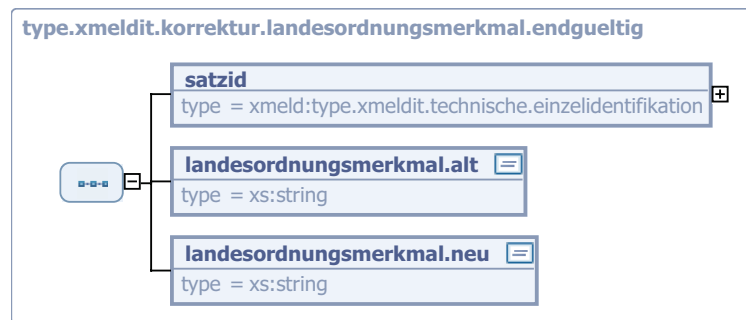 type.xmeldit.korrektur.landesordnungsmerkmal.endgueltig
satzid
type = xmeld:type.xmeldit.technische.einzelidentifikation
landesordnungsmerkmal.alt
type = xs:string
landesordnungsmerkmal.neu
type = xs:string